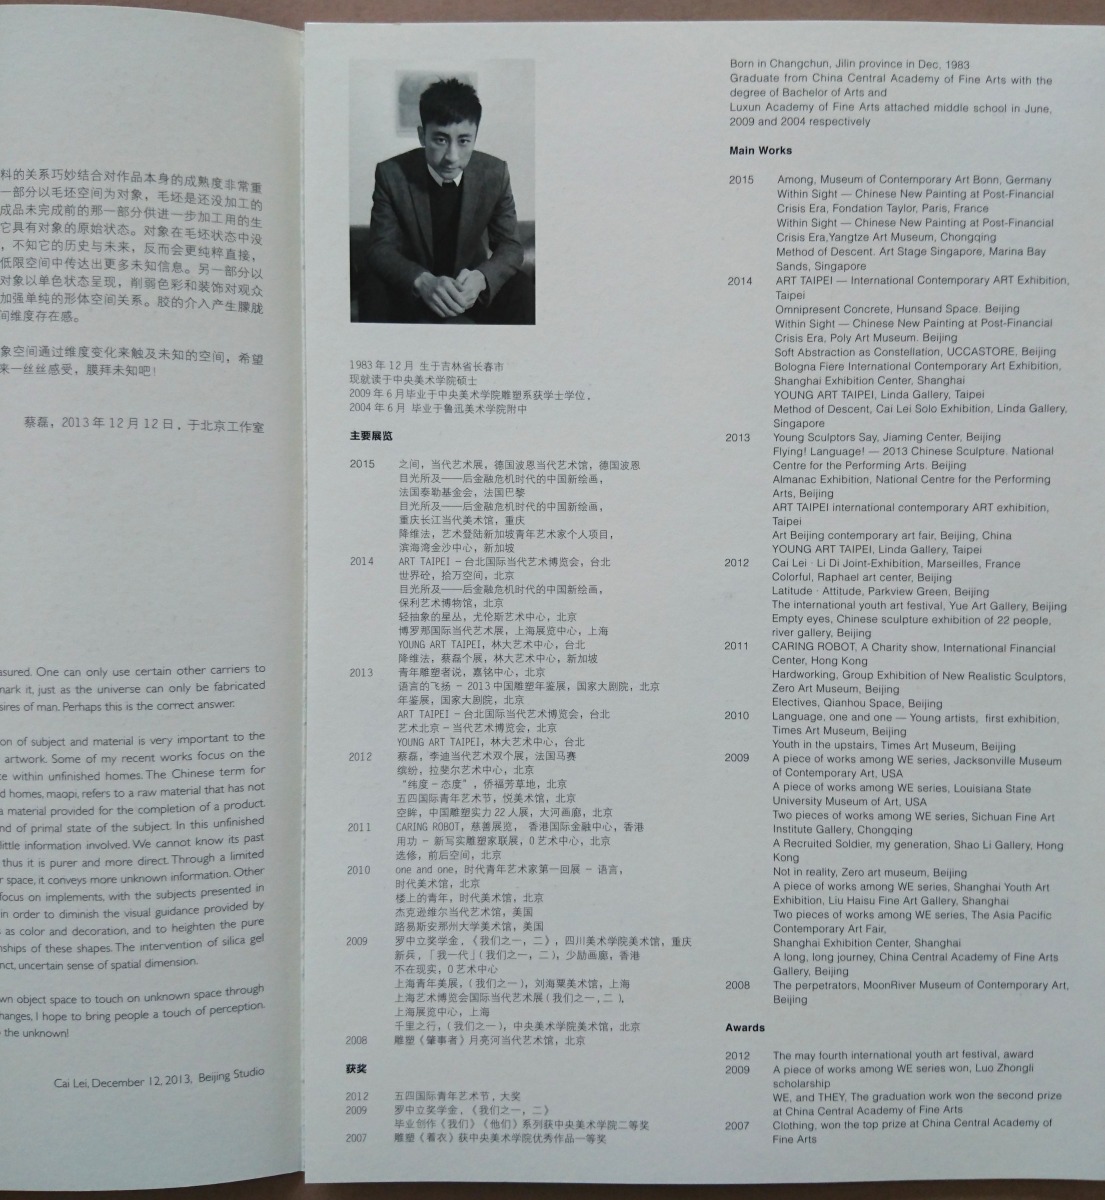 料的关系巧妙结合对作品本身的成熟度非常重
一部分以毛坯空间为对象，毛坯是还没加工的
成品未完成前的那一部分供进一步加工用的生
它具有对象的原始状态。对象在毛坯状态中没
，不知它的历史与未来，反而会更纯粹直接，
低限空间中传达出更多未知信息。另一部分以
对象以单色状态呈现，削弱色彩和装饰对观众
加强单纯的形体空间关系。胶的介入产生朦胧
间维度存在感。
象空间通过维度变化来触及未知的空间，希望
来一丝丝感受，膜拜未知吧！
蔡磊，2013 年 12 月 12 日，于北京工作室
asured. One can only use certain other carriers to
mark it, just as the universe can only be fabricated
sires of man. Perhaps this is the correct answer.
on of subject and material is very important to the
artwork. Some of my recent works focus on the
e within unfinished homes. The Chinese term for
d homes, maopi, refers to a raw material that has not
a material provided for the completion of a product.
nd of primal state of the subject. In this unfinished
little information involved. We cannot know its past
thus it is purer and more direct. Through a limited
r space, it conveys more unknown information. Other
focus on implements, with the subjects presented in
in order to diminish the visual guidance provided by
s as color and decoration, and to heighten the pure
nships of these shapes. The intervention of silica gel
nct, uncertain sense of spatial dimension.
wn object space to touch on unknown space through
hanges, I hope to bring people a touch of perception.
the unknown!
Cai Lei, December 12, 2013, Beijing Studio
1983 年 12 月 生于吉林省长春市
现就读于中央美术学院硕士
2009 年 6 月毕业于中央美术学院雕塑系获学士学位，
2004 年 6 月 毕业于鲁迅美术学院附中
主要展览
2015 之间，当代艺术展，德国波恩当代艺术馆，德国波恩
目光所及——后金融危机时代的中国新绘画，
法国泰勒基金会，法国巴黎
目光所及——后金融危机时代的中国新绘画，
重庆长江当代美术馆，重庆
降维法，艺术登陆新加坡青年艺术家个人项目，
滨海湾金沙中心，新加坡
2014 ART TAIPEI – 台北国际当代艺术博览会，台北
世界砼，拾万空间，北京
目光所及——后金融危机时代的中国新绘画，
保利艺术博物馆，北京
轻抽象的星丛，尤伦斯艺术中心，北京
博罗那国际当代艺术展，上海展览中心，上海
YOUNG ART TAIPEI，林大艺术中心，台北
降维法，蔡磊个展，林大艺术中心，新加坡
2013 青年雕塑者说，嘉铭中心，北京
语言的飞扬 – 2013 中国雕塑年鉴展，国家大剧院，北京
年鉴展，国家大剧院，北京
ART TAIPEI – 台北国际当代艺术博览会，台北
艺术北京 – 当代艺术博览会，北京
YOUNG ART TAIPEI，林大艺术中心，台北
2012 蔡磊，李迪当代艺术双个展，法国马赛
缤纷，拉斐尔艺术中心，北京
“纬度 – 态度”，侨福芳草地，北京
五四国际青年艺术节，悦美术馆，北京
空眸，中国雕塑实力 22 人展，大河画廊，北京
2011 CARING ROBOT，慈善展览， 香港国际金融中心，香港
用功 – 新写实雕塑家联展，0 艺术中心，北京
选修，前后空间，北京
2010 one and one，时代青年艺术家第一回展 – 语言，
时代美术馆，北京
楼上的青年，时代美术馆，北京
杰克逊维尔当代艺术馆，美国
路易斯安那州大学美术馆，美国
2009 罗中立奖学金，《我们之一，二》，四川美术学院美术馆，重庆
新兵，「我一代」（我们之一，二），少励画廊，香港
不在现实，0 艺术中心
上海青年美展，（我们之一），刘海粟美术馆，上海
上海艺术博览会国际当代艺术展（我们之一，二），
上海展览中心，上海
千里之行，（我们之一），中央美术学院美术馆，北京
2008 雕塑《肇事者》月亮河当代艺术馆，北京
获奖
2012 五四国际青年艺术节，大奖
2009 罗中立奖学金，《我们之一，二》
毕业创作《我们》《他们》系列获中央美术学院二等奖
2007 雕塑《着衣》获中央美术学院优秀作品一等奖
Born in Changchun, Jilin province in Dec, 1983
Graduate from China Central Academy of Fine Arts with the
degree of Bachelor of Arts and
Luxun Academy of Fine Arts attached middle school in June,
2009 and 2004 respectively
Main Works
2015 Among, Museum of Contemporary Art Bonn, Germany
Within Sight — Chinese New Painting at Post-Financial
Crisis Era, Fondation Taylor, Paris, France
Within Sight — Chinese New Painting at Post-Financial
Crisis Era,Yangtze Art Museum, Chongqing
Method of Descent. Art Stage Singapore, Marina Bay
Sands, Singapore
2014 ART TAIPEI — International Contemporary ART Exhibition,
Taipei
Omnipresent Concrete, Hunsand Space. Beijing
Within Sight — Chinese New Painting at Post-Financial
Crisis Era, Poly Art Museum. Beijing
Soft Abstraction as Constellation, UCCASTORE, Beijing
Bologna Fiere International Contemporary Art Exhibition,
Shanghai Exhibition Center, Shanghai
YOUNG ART TAIPEI, Linda Gallery, Taipei
Method of Descent, Cai Lei Solo Exhibition, Linda Gallery,
Singapore
2013 Young Sculptors Say, Jiaming Center, Beijing
Flying! Language! — 2013 Chinese Sculpture. National
Centre for the Performing Arts. Beijing
Almanac Exhibition, National Centre for the Performing
Arts, Beijing
ART TAIPEI international contemporary ART exhibition,
Taipei
Art Beijing contemporary art fair, Beijing, China
YOUNG ART TAIPEI, Linda Gallery, Taipei
2012 Cai Lei · Li Di Joint-Exhibition, Marseilles, France
Colorful, Raphael art center, Beijing
Latitude · Attitude, Parkview Green, Beijing
The international youth art festival, Yue Art Gallery, Beijing
Empty eyes, Chinese sculpture exhibition of 22 people,
river gallery, Beijing
2011 CARING ROBOT, A Charity show, International Financial
Center, Hong Kong
Hardworking, Group Exhibition of New Realistic Sculptors,
Zero Art Museum, Beijing
Electives, Qianhou Space, Beijing
2010 Language, one and one — Young artists, first exhibition,
Times Art Museum, Beijing
Youth in the upstairs, Times Art Museum, Beijing
2009 A piece of works among WE series, Jacksonville Museum
of Contemporary Art, USA
A piece of works among WE series, Louisiana State
University Museum of Art, USA
Two pieces of works among WE series, Sichuan Fine Art
Institute Gallery, Chongqing
A Recruited Soldier, my generation, Shao Li Gallery, Hong
Kong
Not in reality, Zero art museum, Beijing
A piece of works among WE series, Shanghai Youth Art
Exhibition, Liu Haisu Fine Art Gallery, Shanghai
Two pieces of works among WE series, The Asia Pacific
Contemporary Art Fair,
Shanghai Exhibition Center, Shanghai
A long, long journey, China Central Academy of Fine Arts
Gallery, Beijing
2008 The perpetrators, MoonRiver Museum of Contemporary Art,
Beijing
Awards
2012 The may fourth international youth art festival, award
2009 A piece of works among WE series won, Luo Zhongli
scholarship
WE, and THEY, The graduation work won the second prize
at China Central Academy of Fine Arts
2007 Clothing, won the top prize at China Central Academy of
Fine Arts